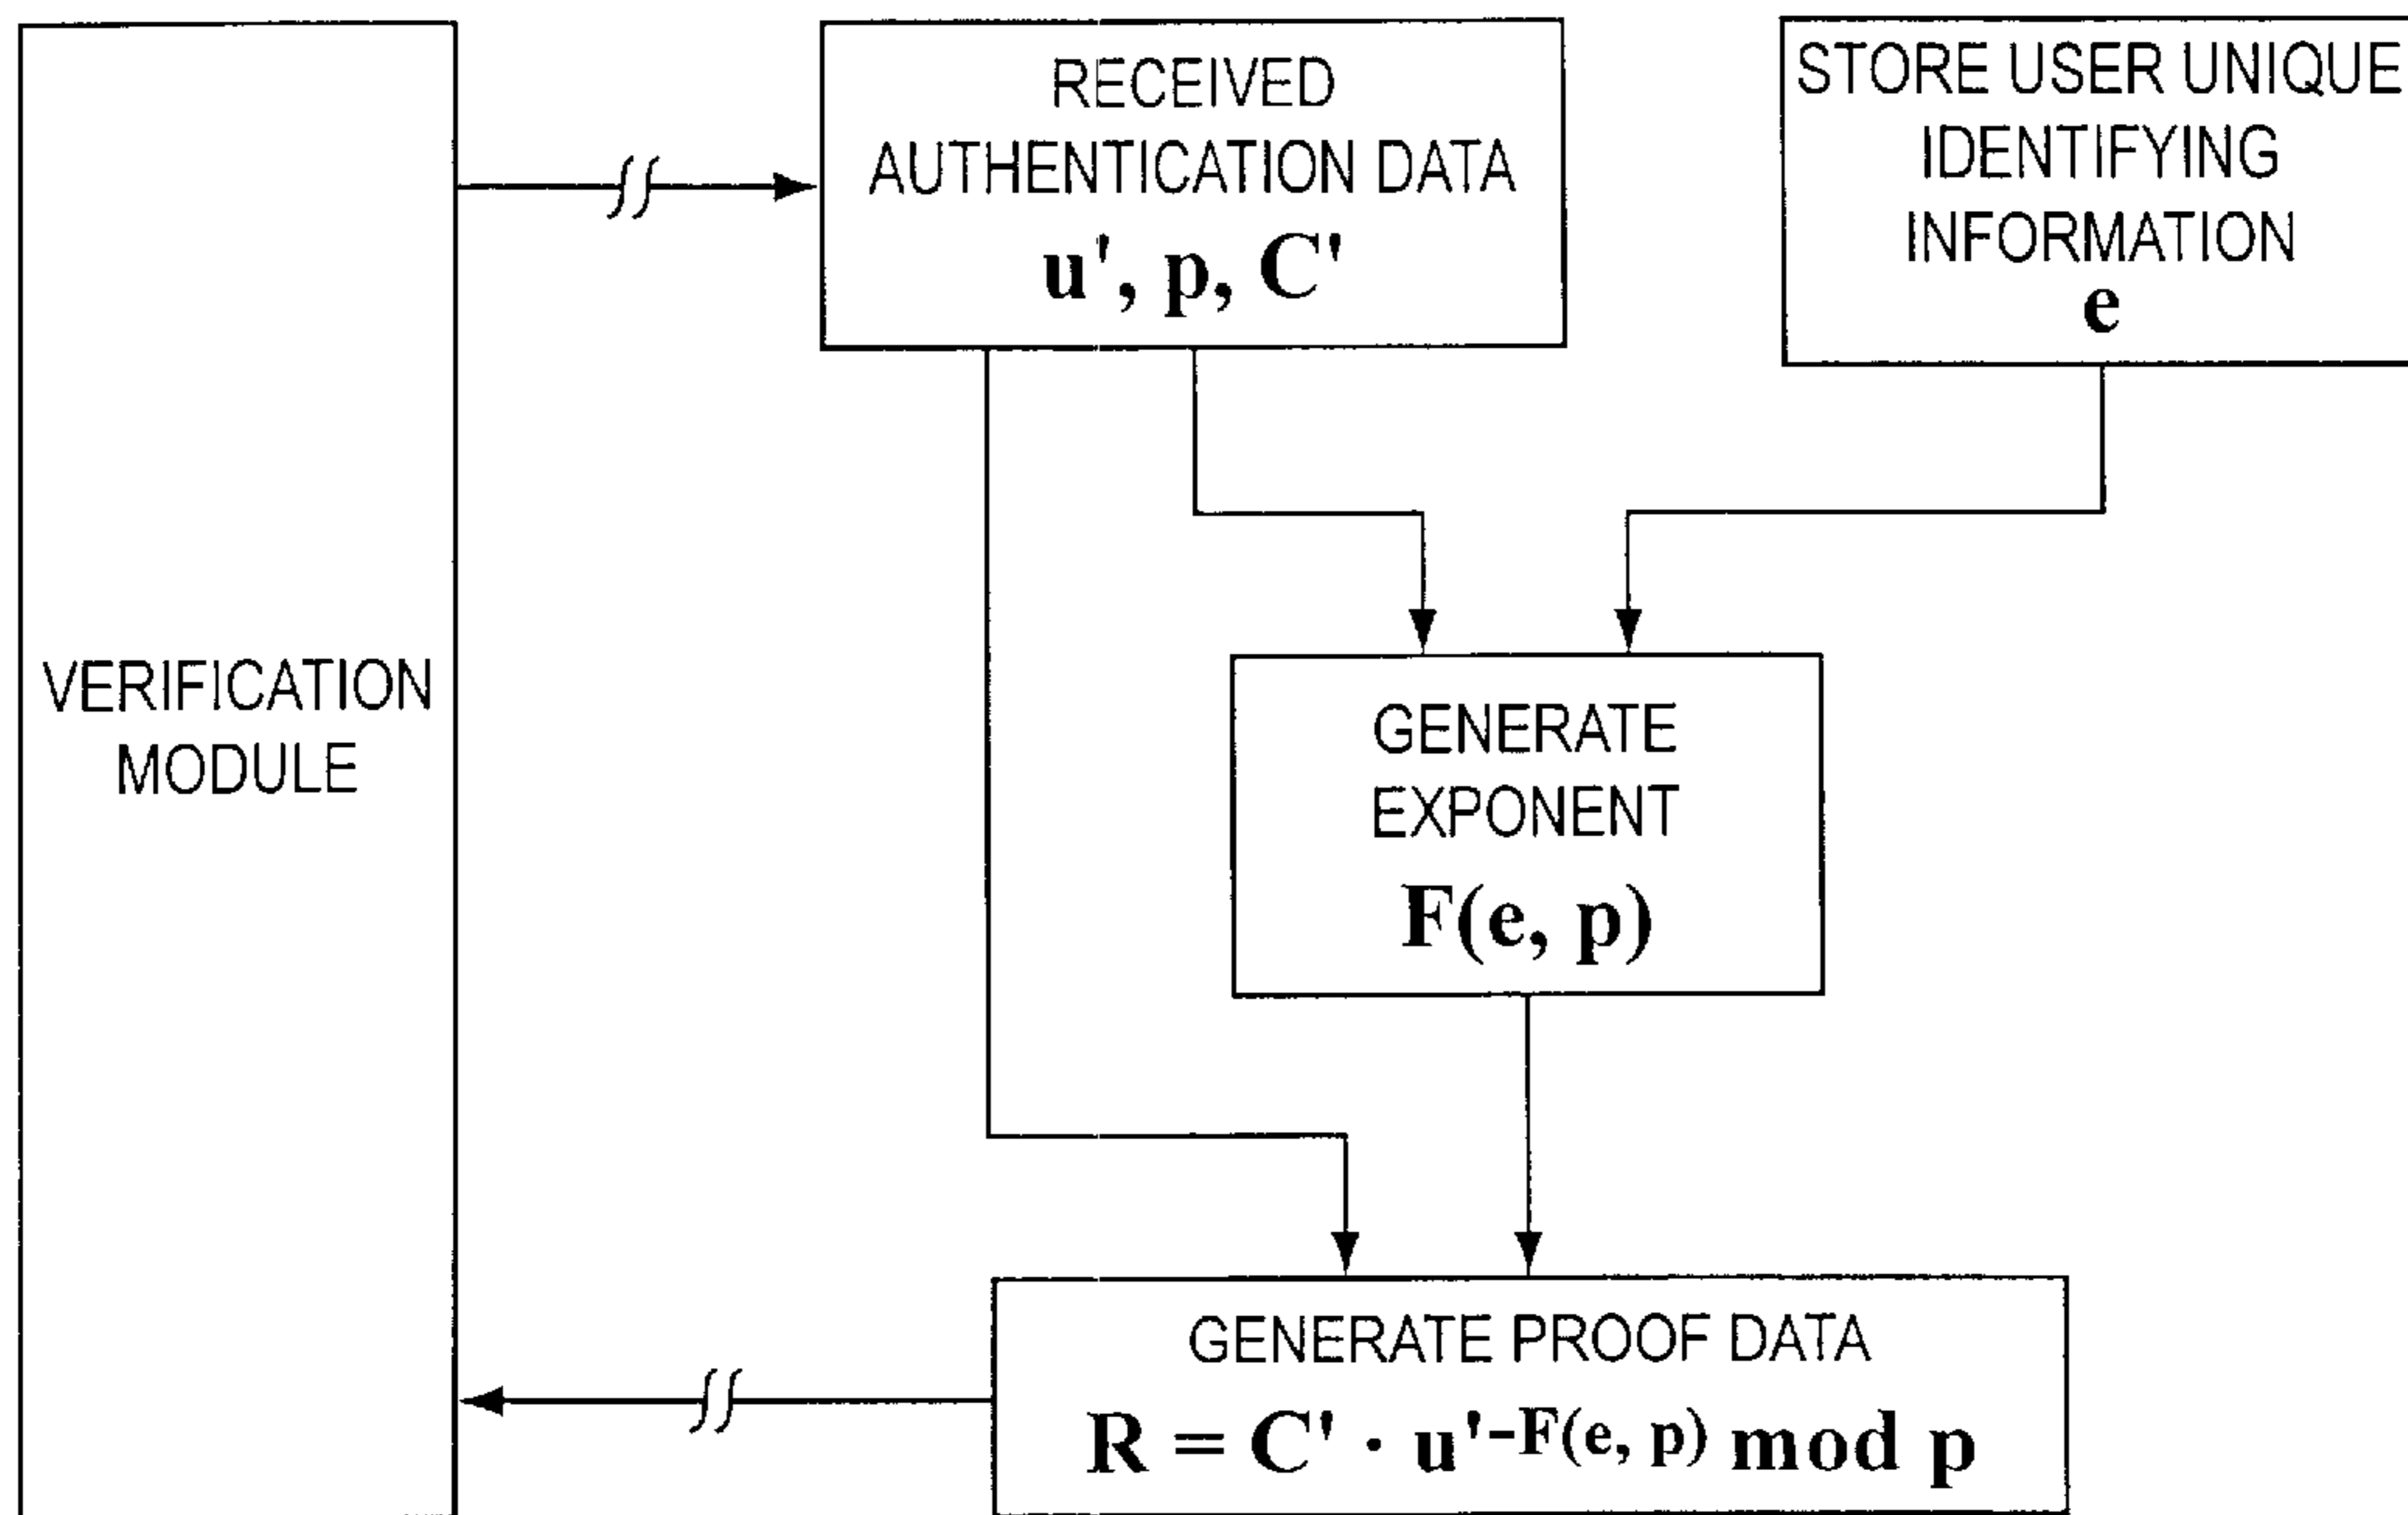 RECEIVED
AUTHENTICATION DATA
u', p, C'
STORE USER UNIQUE
IDENTIFYING
INFORMATION
e
VERIFICATION
MODULE
GENERATE
EXPONENT
F(e, p)
GENERATE PROOF DATA
R = C' · u'-F(e, p) mod p